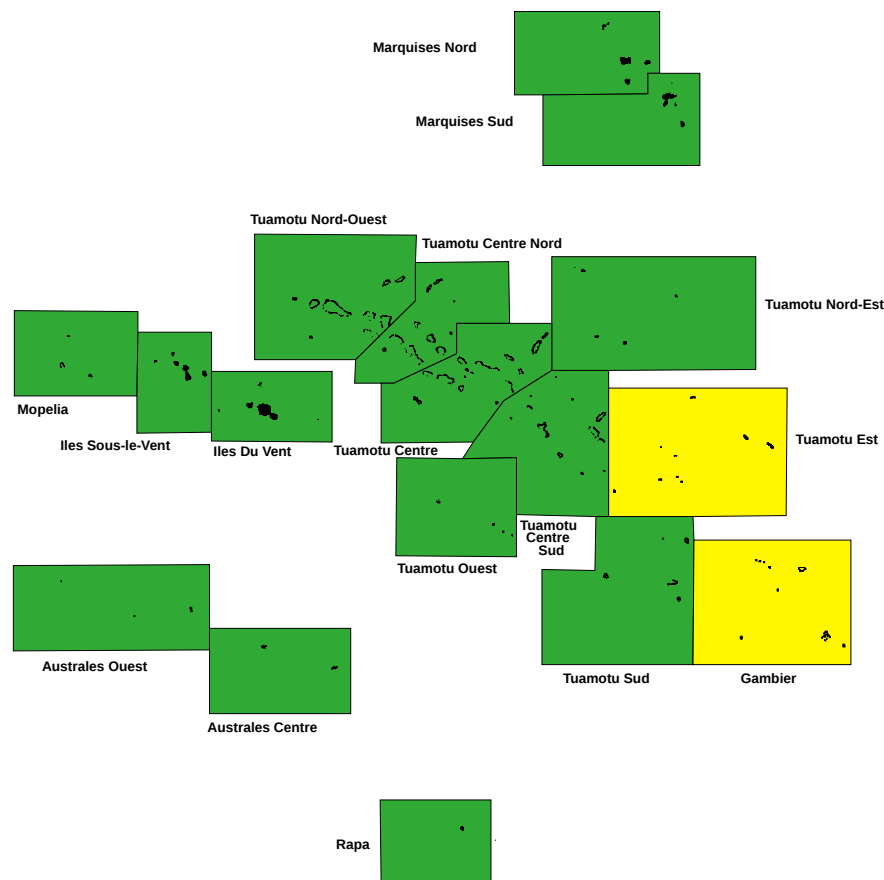 Marquises Nord
Marquises Sud
Tuamotu Nord-Ouest
Tuamotu Centre Nord
Tuamotu Nord-Est
Mopelia
Iles Sous-le-Vent
Iles Du Vent
Tuamotu Centre
Tuamotu Est
Tuamotu
Centre
Sud
Tuamotu Ouest
Australes Ouest
Tuamotu Sud
Gambier
Australes Centre
Rapa